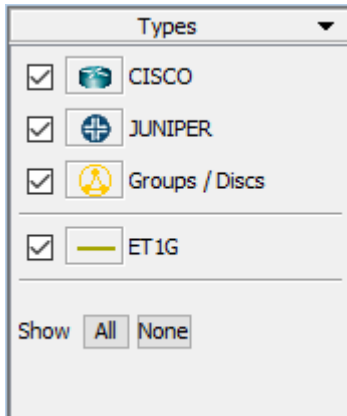 Types
CISCO
JUNIPER
Groups / Discs
ET1G
Show All None